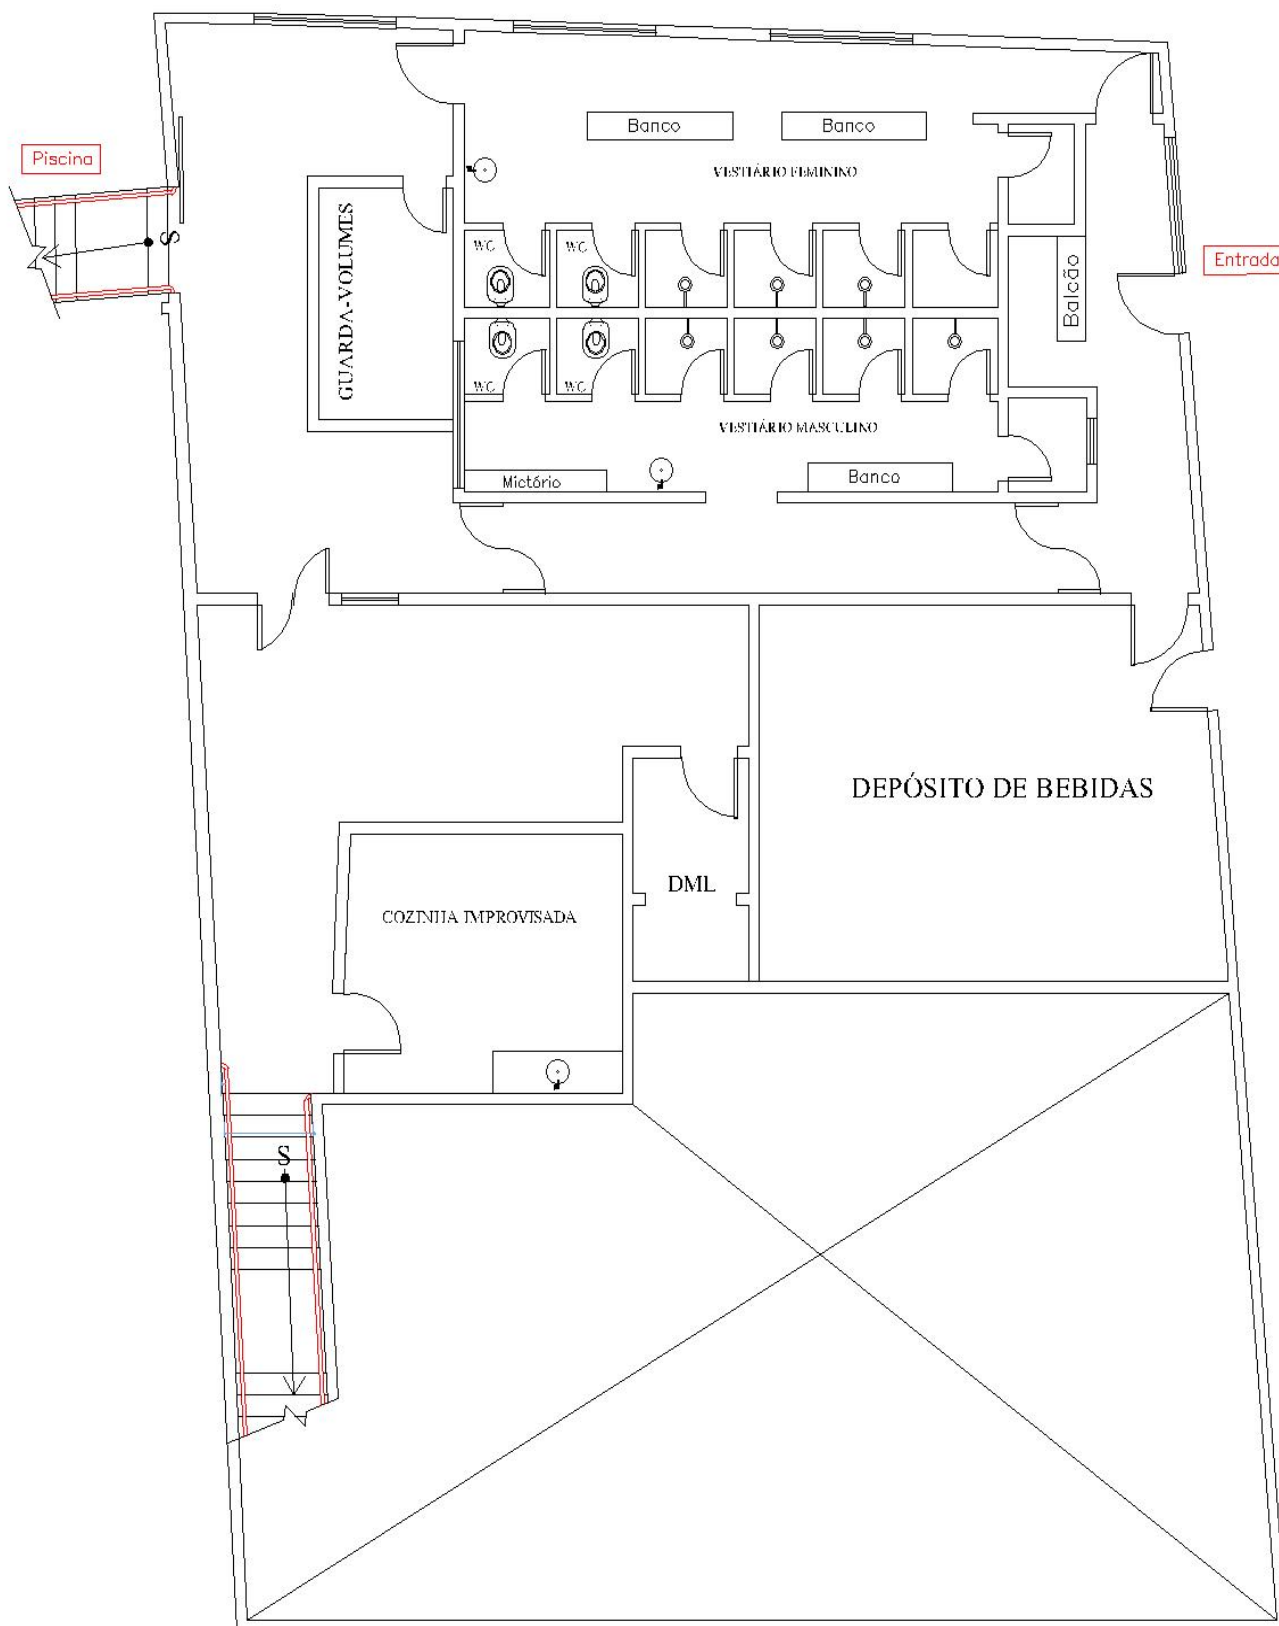 Banco
Banco
Piscina
VESTIÁRIO FEMININO
GUARDA-VOLUMES
S
WC
WC
Entrada
Balcão
WC
WC
VESTIÁRIO MASCULINO
Mictório
Banco
DEPÓSITO DE BEBIDAS
DML
COZINHA IMPROVISADA
S